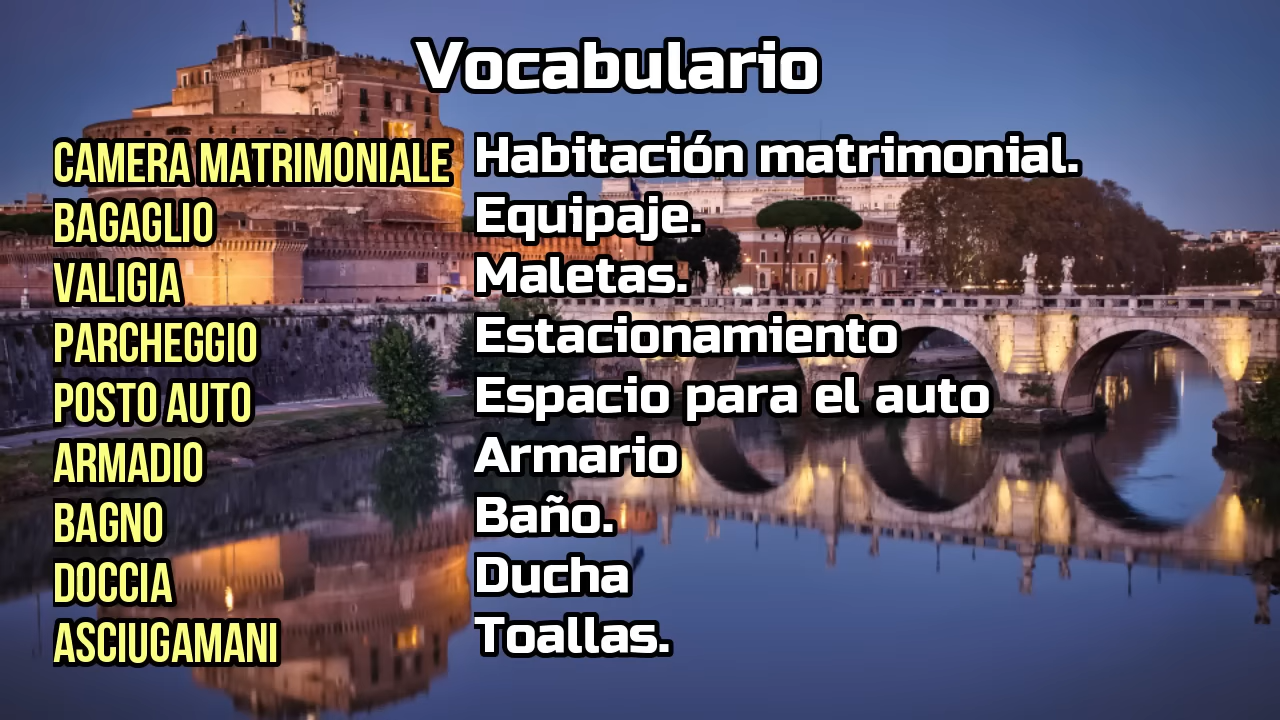 Vocabulario
CAMERA MATRIMONIALE Habitación matrimonial.
BAGAGLIO Equipaje.
VALIGIA Maletas.
PARCHEGGIO Estacionamiento
POSTO AUTO Espacio para el auto
ARMADIO Armario
BAGNO Baño.
DOCCIA Ducha
ASCIUGAMANI Toallas.